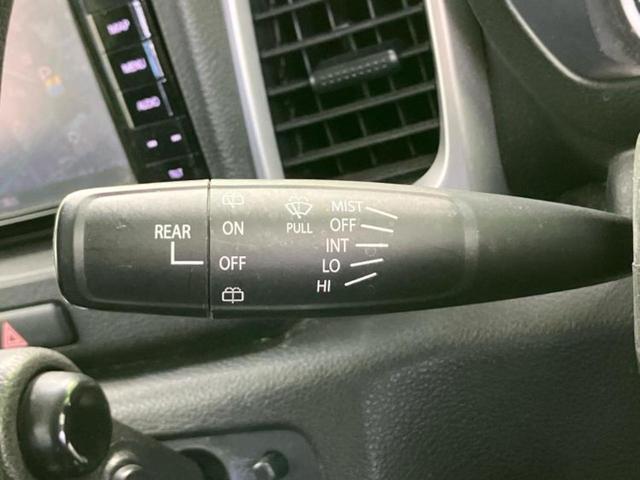 MAP
MENU
AUDIO
REAR
ON
OFF
PULL
MIST
OFF
INT
LO
HI